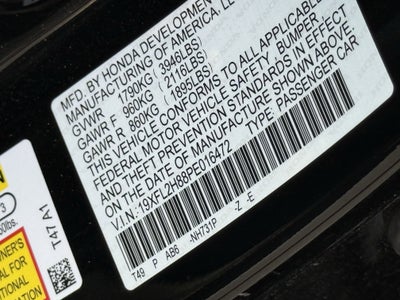 MFD. BY HONDA DEVELOPMENT
MANUFACTURING OF AMERICA, LLC
GVWR 1790KG 3946LBS
GAWR F 960KG 2116LBS
GAWR R 860KG 1895LBS
THIS VEHICLE CONFORMS TO ALL APPLICABLE
FEDERAL MOTOR VEHICLE SAFETY, BUMPER
AND THEFT PREVENTION STANDARDS IN EFFECT
ON THE DATE OF MANUFACTURE SHOWN ABOVE.
V.I.N: 19XFL2H88PE016472 PASSENGER CAR
T49 P AB6 -NH731P -Z -E
T47 A1
3